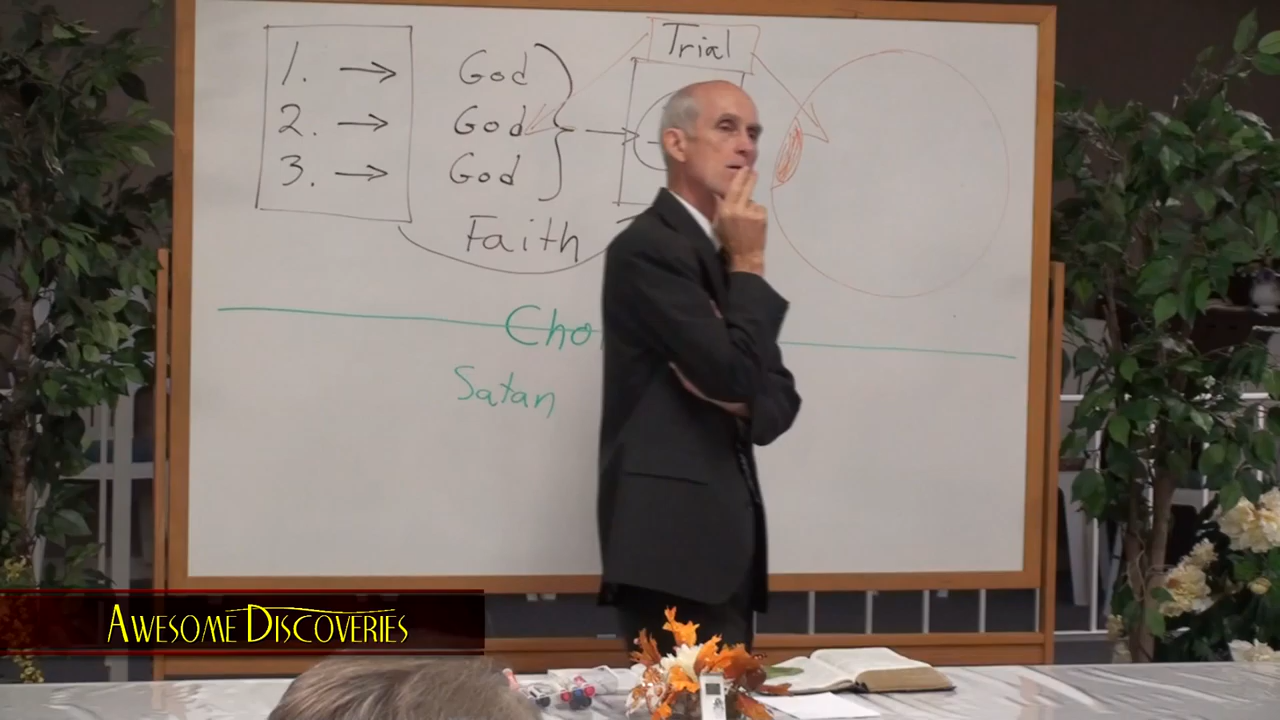 Trial
1. → God
2. → God
3. → God
Faith
Satan
AWESOME DISCOVERIES